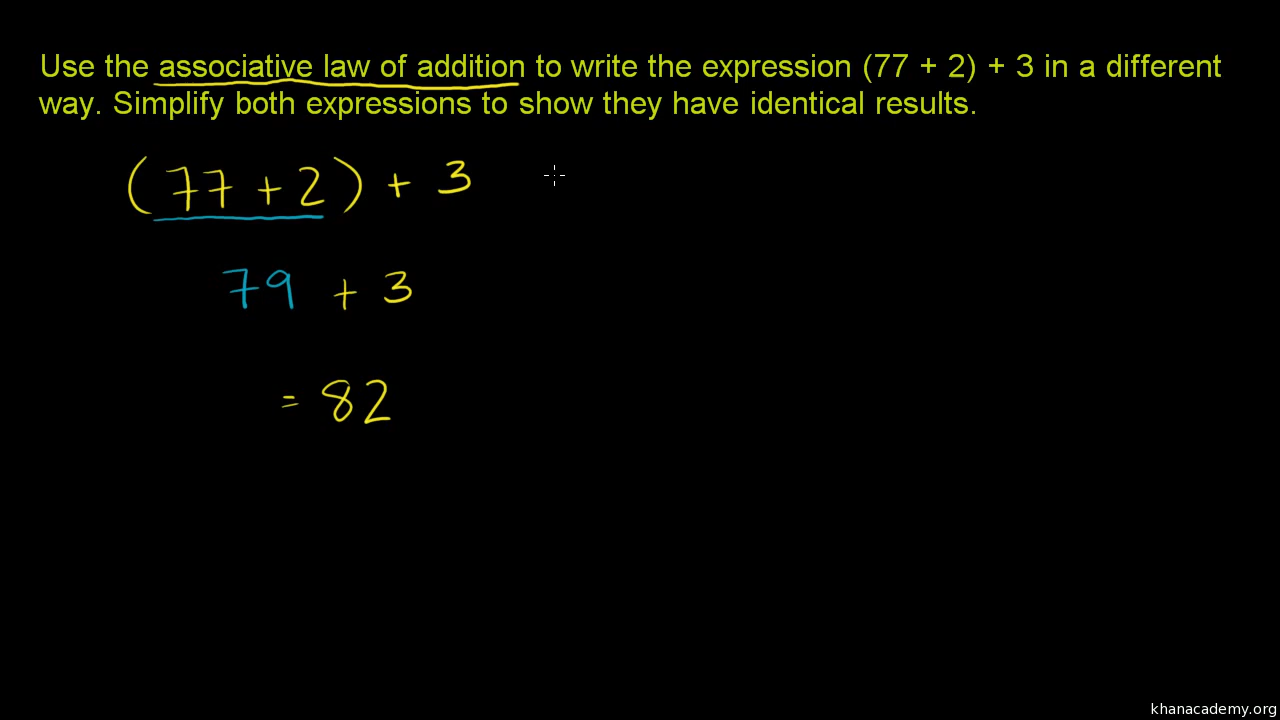 Use the associative law of addition to write the expression (77 + 2) + 3 in a different
way. Simplify both expressions to show they have identical results.
(77 + 2) + 3
79 + 3
= 82
khanacademy.org